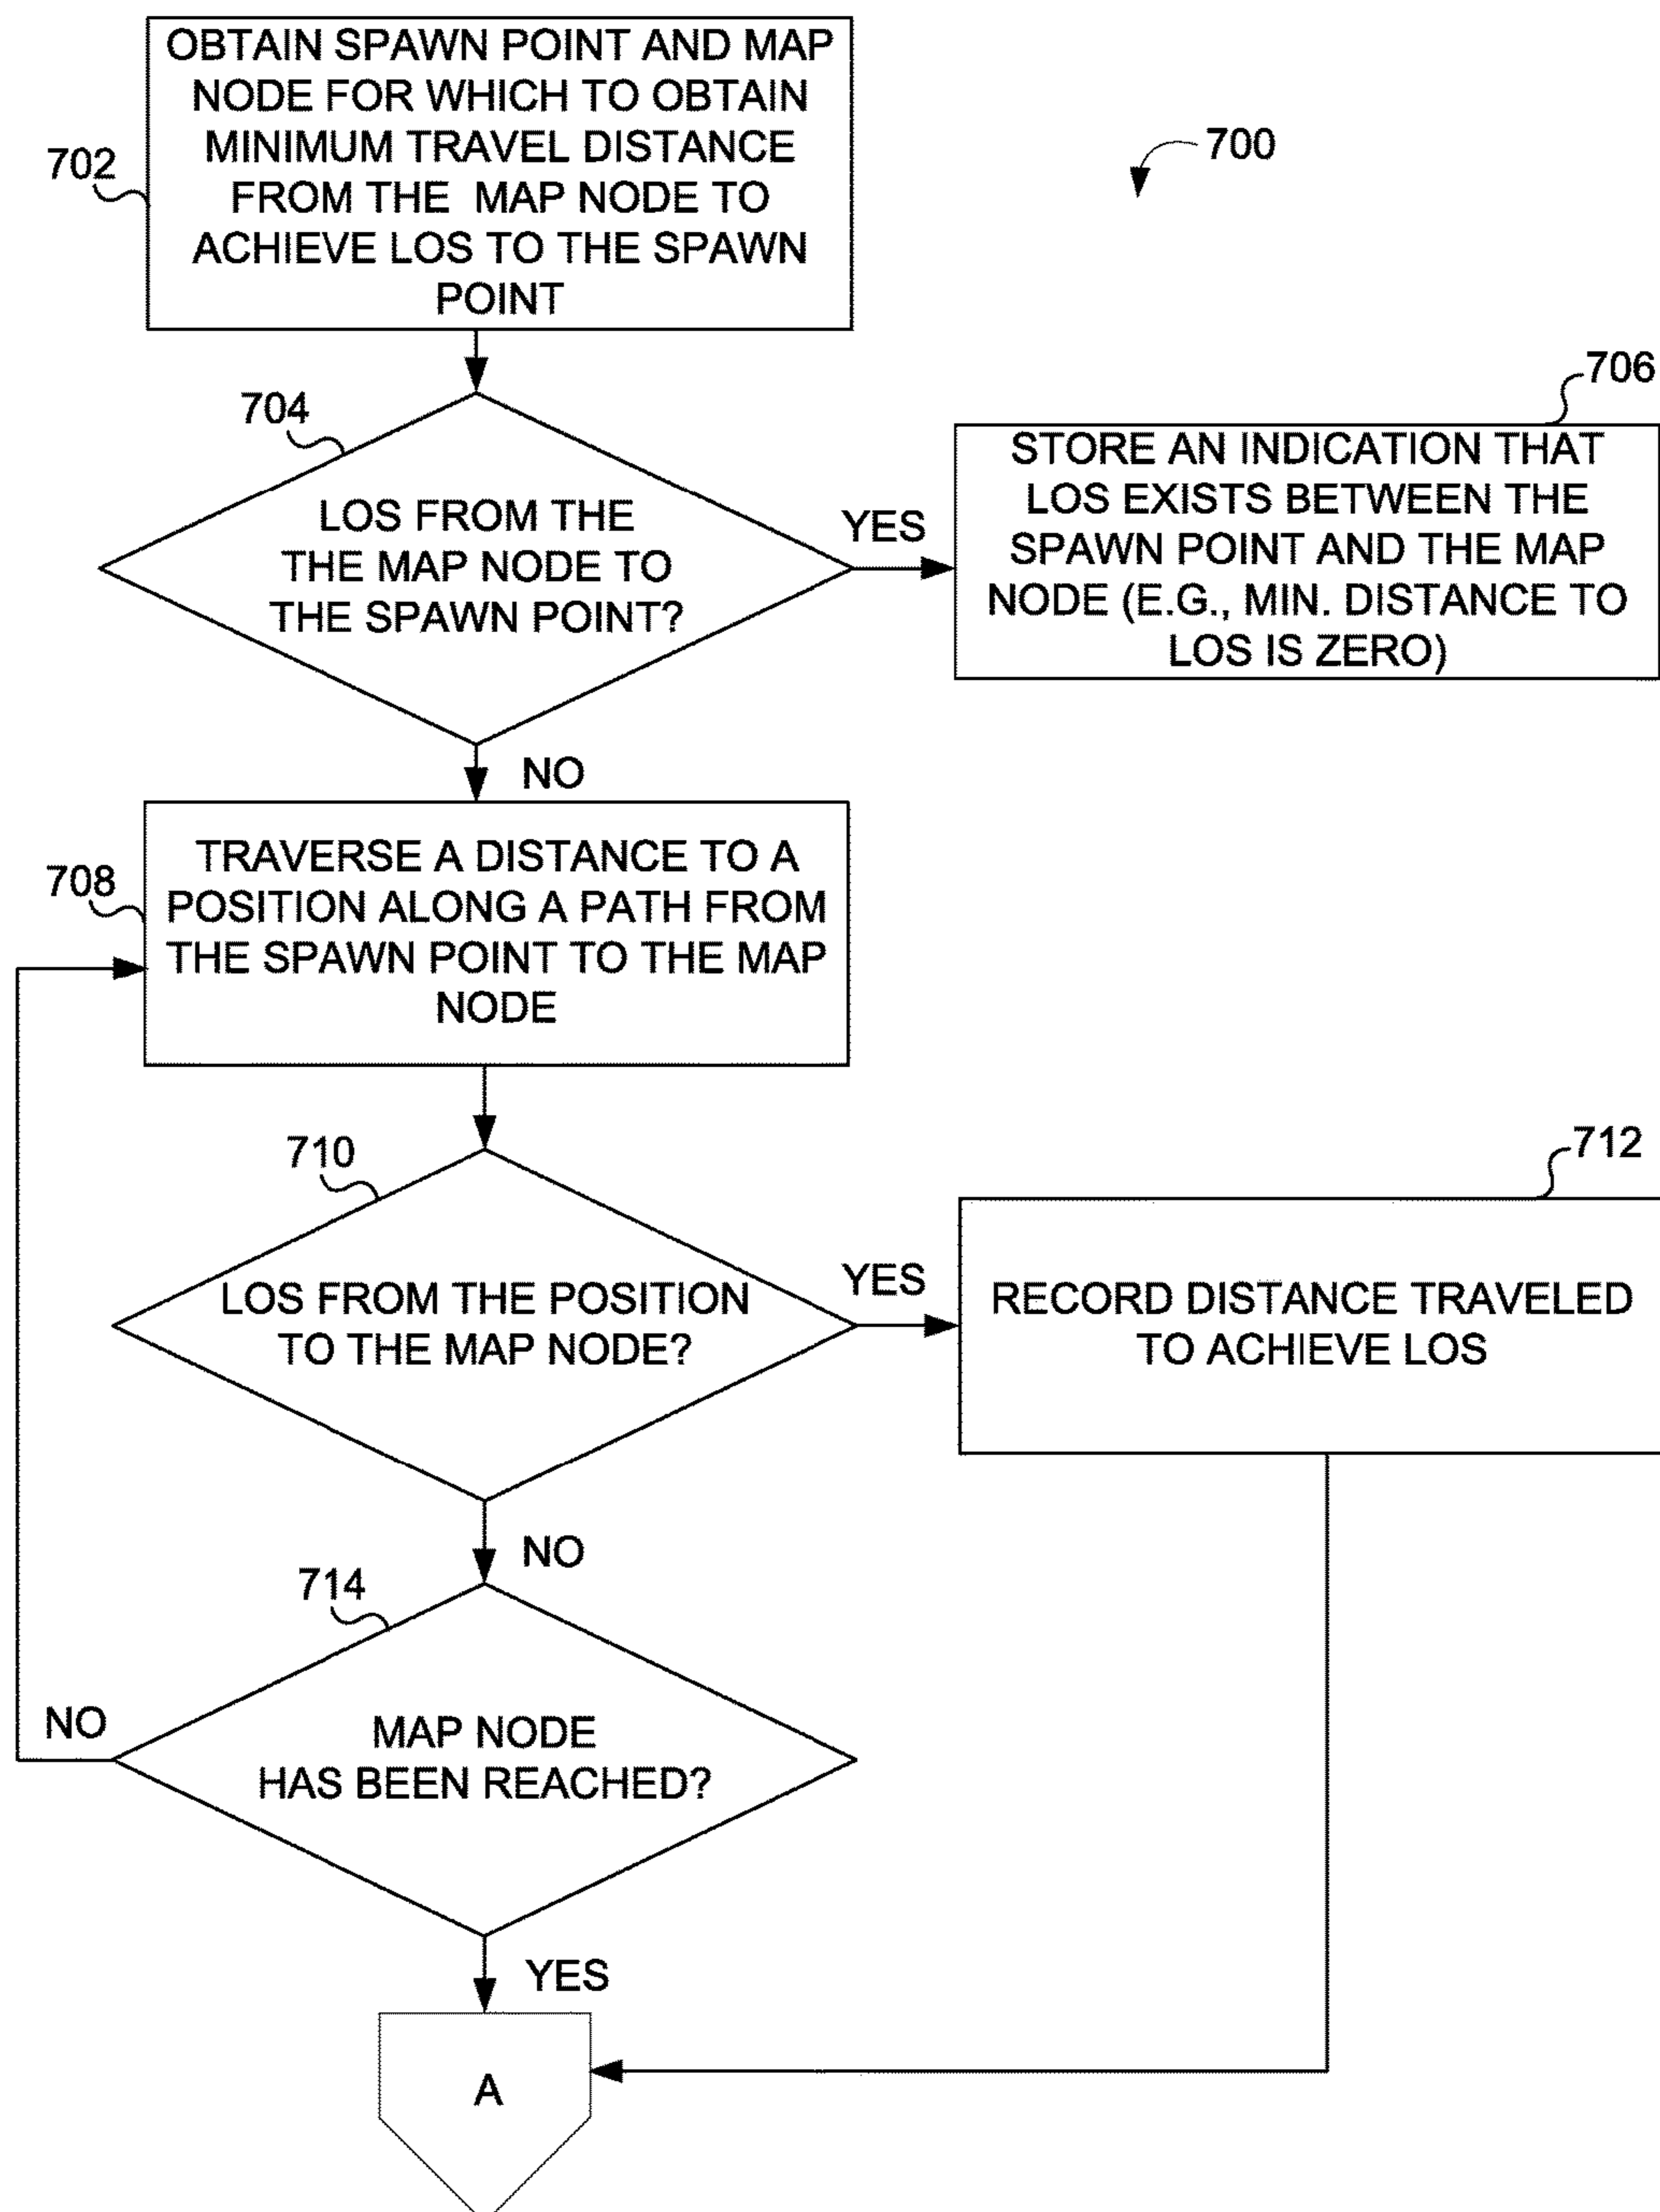 OBTAIN SPAWN POINT AND MAP
NODE FOR WHICH TO OBTAIN
MINIMUM TRAVEL DISTANCE
FROM THE MAP NODE TO
ACHIEVE LOS TO THE SPAWN
POINT
702
700
704
LOS FROM THE
THE MAP NODE TO
THE SPAWN POINT?
YES
706
STORE AN INDICATION THAT
LOS EXISTS BETWEEN THE
SPAWN POINT AND THE MAP
NODE (E.G., MIN. DISTANCE TO
LOS IS ZERO)
NO
708
TRAVERSE A DISTANCE TO A
POSITION ALONG A PATH FROM
THE SPAWN POINT TO THE MAP
NODE
710
LOS FROM THE POSITION
TO THE MAP NODE?
YES
712
RECORD DISTANCE TRAVELED
TO ACHIEVE LOS
NO
714
MAP NODE
HAS BEEN REACHED?
NO
YES
A